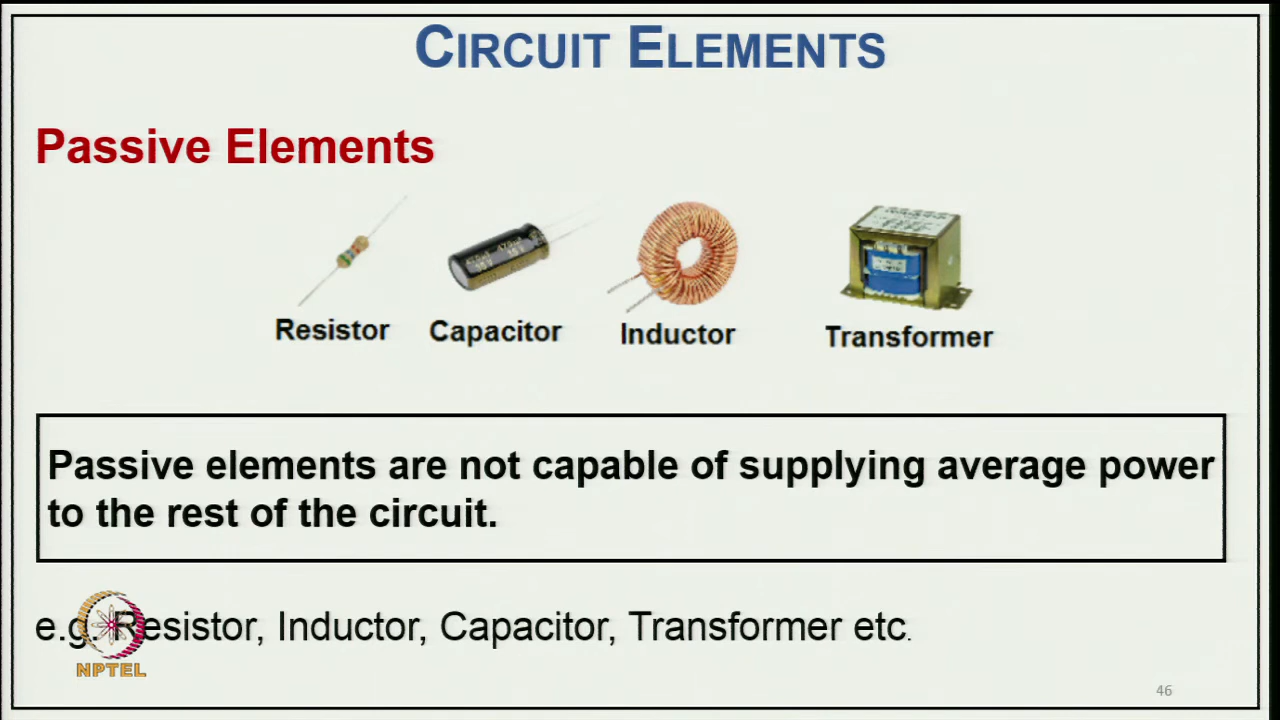 CIRCUIT ELEMENTS
Passive Elements
Resistor Capacitor Inductor Transformer
Passive elements are not capable of supplying average power
to the rest of the circuit.
e.g. Resistor, Inductor, Capacitor, Transformer etc.
NPTEL
46